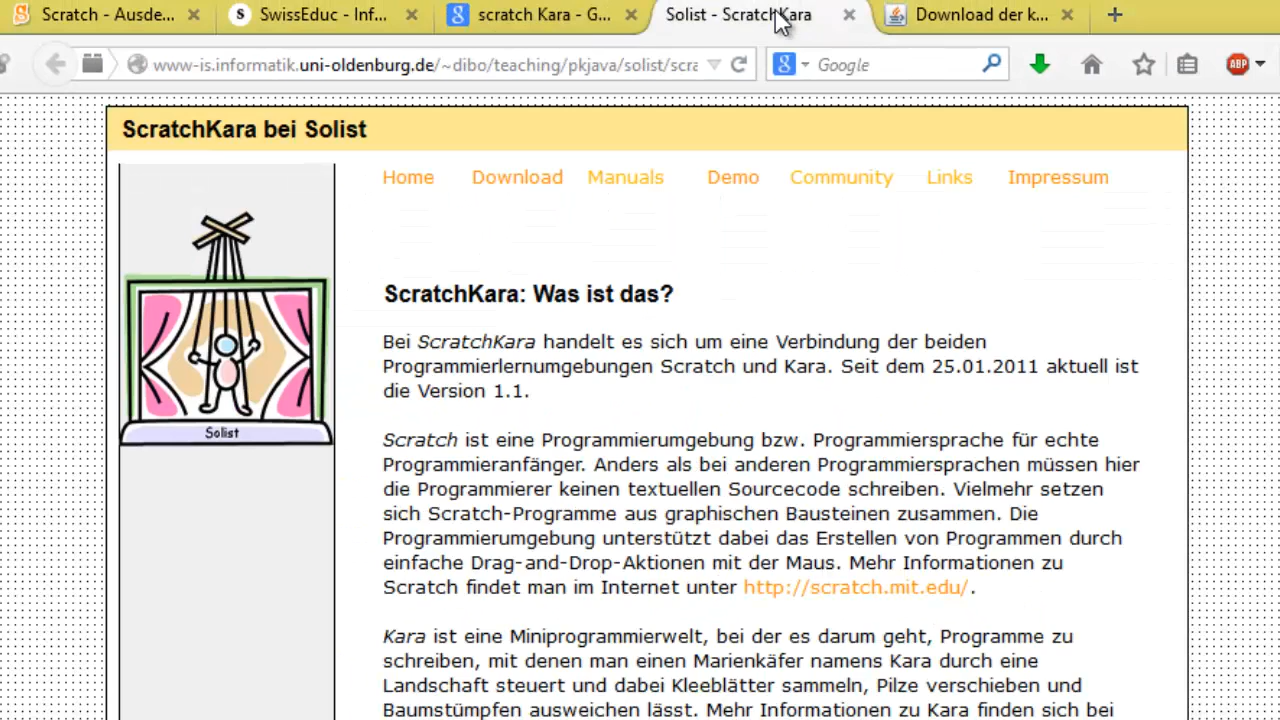 Scratch - Ausde...
SwissEduc - Inf...
scratch Kara - G...
Solist - ScratchKara
Download der k...
www-is.informatik.uni-oldenburg.de/~dibo/teaching/pkjava/solist/scra
Google
ABP
ScratchKara bei Solist
Home Download Manuals Demo Community Links Impressum
Solist
ScratchKara: Was ist das?
Bei ScratchKara handelt es sich um eine Verbindung der beiden
Programmierlernumgebungen Scratch und Kara. Seit dem 25.01.2011 aktuell ist
die Version 1.1.
Scratch ist eine Programmierumgebung bzw. Programmiersprache für echte
Programmieranfänger. Anders als bei anderen Programmiersprachen müssen hier
die Programmierer keinen textuellen Sourcecode schreiben. Vielmehr setzen
sich Scratch-Programme aus graphischen Bausteinen zusammen. Die
Programmierumgebung unterstützt dabei das Erstellen von Programmen durch
einfache Drag-and-Drop-Aktionen mit der Maus. Mehr Informationen zu
Scratch findet man im Internet unter http://scratch.mit.edu/.
Kara ist eine Miniprogrammierwelt, bei der es darum geht, Programme zu
schreiben, mit denen man einen Marienkäfer namens Kara durch eine
Landschaft steuert und dabei Kleeblätter sammeln, Pilze verschieben und
Baumstümpfen ausweichen lässt. Mehr Informationen zu Kara finden sich bei